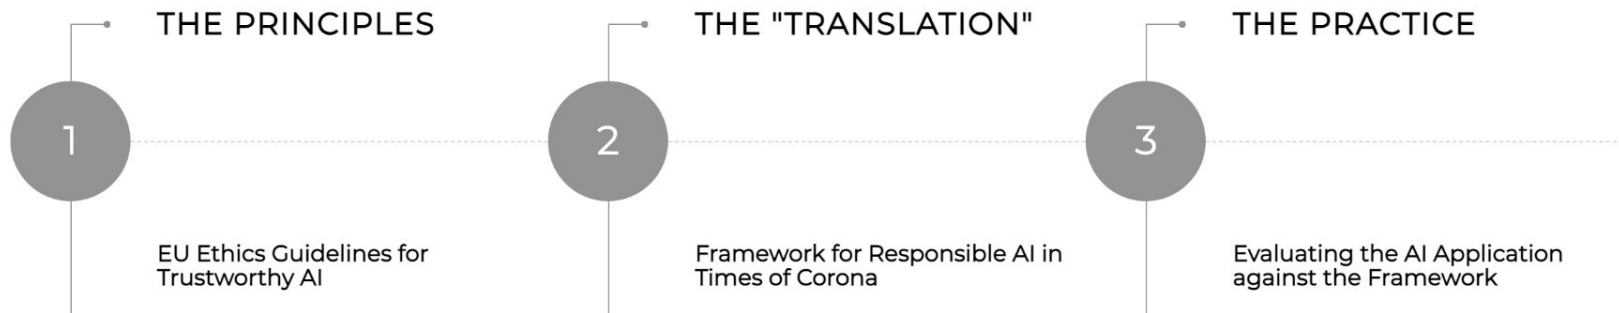 THE PRINCIPLES
THE "TRANSLATION"
THE PRACTICE
1
2
3
EU Ethics Guidelines for
Trustworthy AI
Framework for Responsible AI in
Times of Corona
Evaluating the AI Application
against the Framework